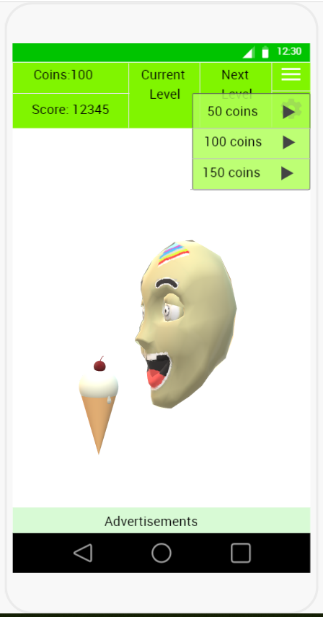 12:30
Coins:100
Current
Level
Next
Level
Score: 12345
50 coins
100 coins
150 coins
Advertisements